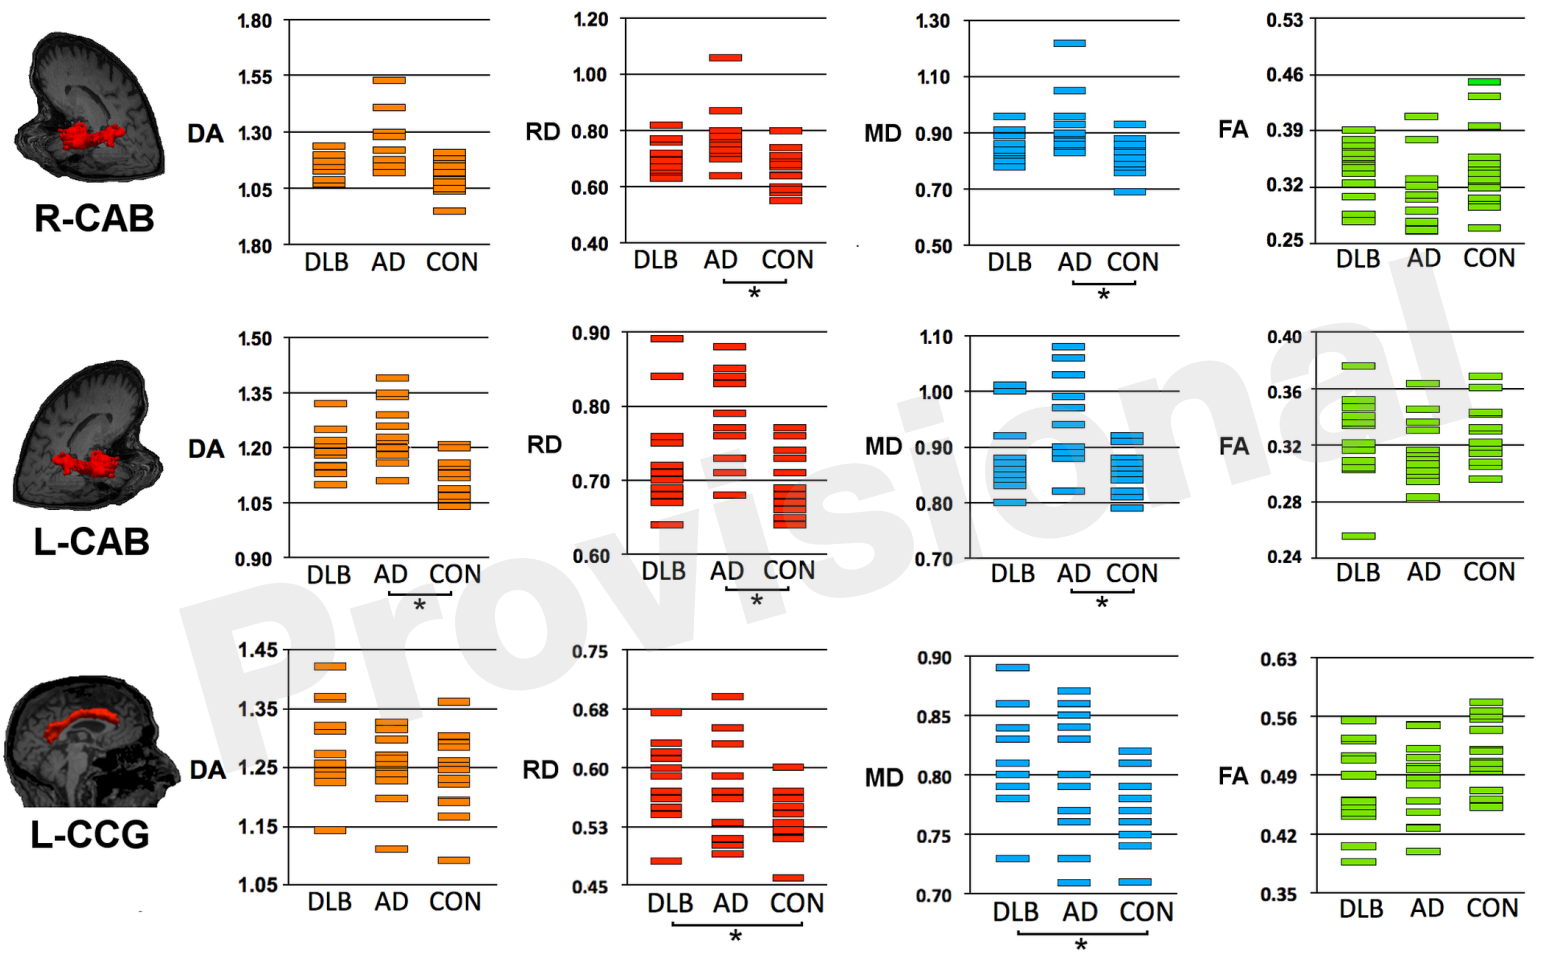 R-CAB
DA
1.80
1.55
1.30
1.05
1.80
DLB AD CON
RD
1.20
1.00
0.80
0.60
0.40
DLB AD CON
*
MD
1.30
1.10
0.90
0.70
0.50
DLB AD CON
*
FA
0.53
0.46
0.39
0.32
0.25
DLB AD CON
L-CAB
DA
1.50
1.35
1.20
1.05
0.90
DLB AD CON
*
RD
0.90
0.80
0.70
0.60
DLB AD CON
*
MD
1.10
1.00
0.90
0.80
0.70
DLB AD CON
*
FA
0.40
0.36
0.32
0.28
0.24
DLB AD CON
L-CCG
DA
1.45
1.35
1.25
1.15
1.05
DLB AD CON
RD
0.75
0.68
0.60
0.53
0.45
DLB AD CON
*
MD
0.90
0.85
0.80
0.75
0.70
DLB AD CON
*
FA
0.63
0.56
0.49
0.42
0.35
DLB AD CON
Provisional